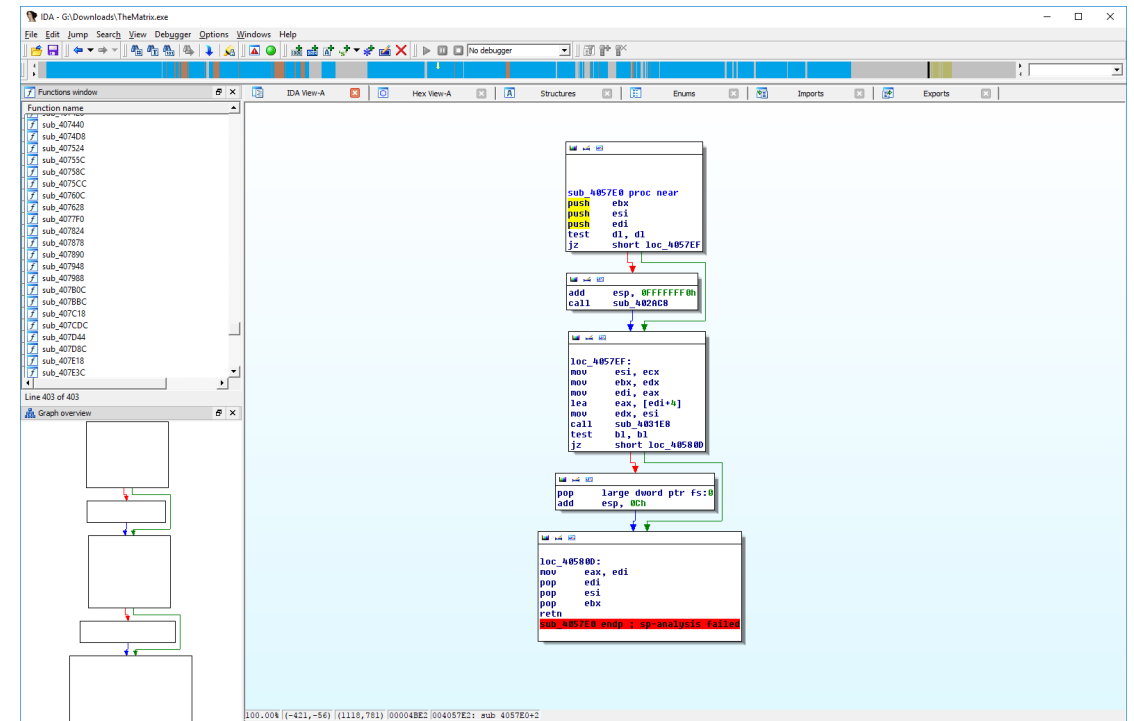 IDA - G:\Downloads\TheMatrix.exe
File Edit Jump Search View Debugger Options Windows Help
No debugger
Functions window
IDA View-A
Hex View-A
Structures
Enums
Imports
Exports
Function name
sub_407440
sub_4074D8
sub_407524
sub_40755C
sub_40758C
sub_4075CC
sub_40760C
sub_407628
sub_4077F0
sub_407824
sub_407878
sub_407890
sub_407948
sub_407988
sub_407B0C
sub_407BBC
sub_407C18
sub_407CDC
sub_407D44
sub_407D8C
sub_407E18
sub_407E3C
Line 403 of 403
Graph overview
sub_4057E0 proc near
push ebx
push esi
push edi
test dl, dl
jz short loc_4057EF
add esp, 0FFFFFFF0h
call sub_402AC8
loc_4057EF:
mov esi, ecx
mov ebx, edx
mov edi, eax
lea eax, [edi+4]
mov edx, esi
call sub_4031E8
test bl, bl
jz short loc_40580D
pop large dword ptr fs:0
add esp, 0Ch
loc_40580D:
mov eax, edi
pop edi
pop esi
pop ebx
retn
sub_4057E0 endp ; sp-analysis failed
100.00% (-421,-56) (1118,781) 00004BE2 004057E2: sub_4057E0+2